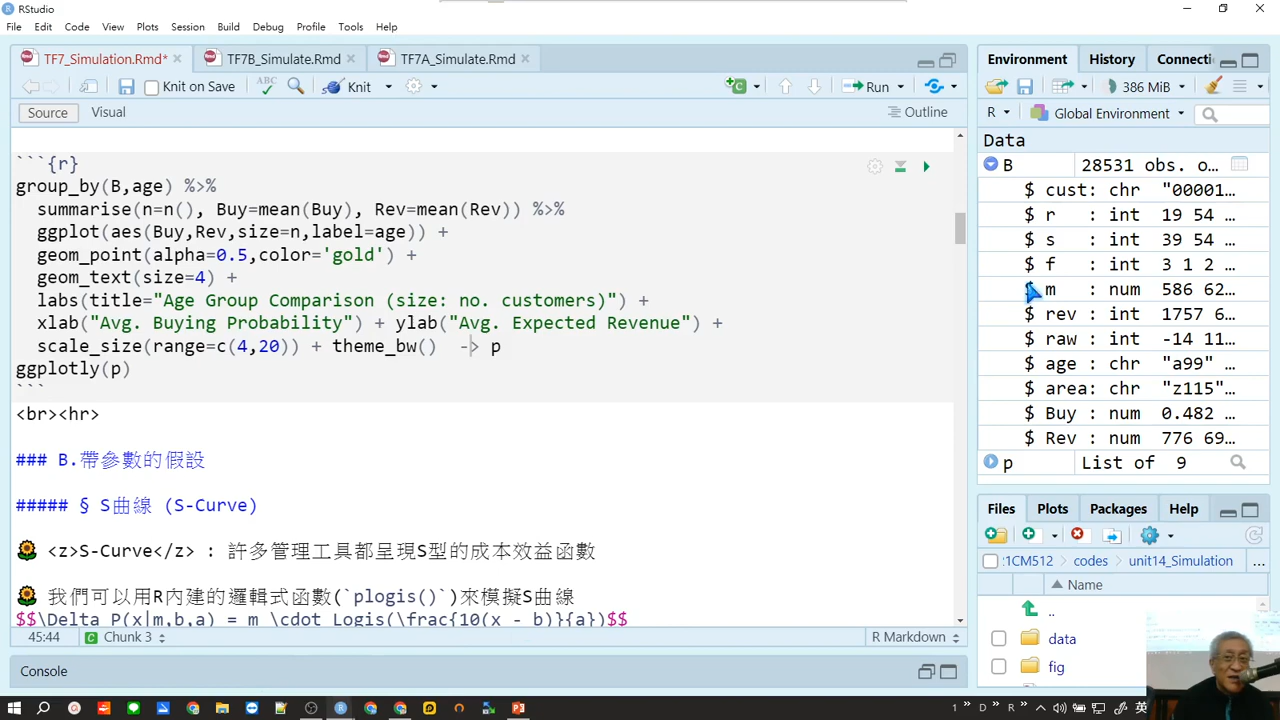 RStudio
File Edit Code View Plots Session Build Debug Profile Tools Help
TF7_Simulation.Rmd* TF7B_Simulate.Rmd TF7A_Simulate.Rmd
Knit on Save ABC Knit Run
Source Visual Outline
```{r}
group_by(B,age) %>%
summarise(n=n(), Buy=mean(Buy), Rev=mean(Rev)) %>%
ggplot(aes(Buy,Rev,size=n,label=age)) +
geom_point(alpha=0.5,color='gold') +
geom_text(size=4) +
labs(title="Age Group Comparison (size: no. customers)") +
xlab("Avg. Buying Probability") + ylab("Avg. Expected Revenue") +
scale_size(range=c(4,20)) + theme_bw() -> p
ggplotly(p)
```
<br><hr>
### B.帶參數的假設
##### § S曲線 (S-Curve)
🌻 <z>S-Curve</z> : 許多管理工具都呈現S型的成本效益函數
🌻 我們可以用R內建的邏輯式函數(`plogis()`)來模擬S曲線
$$\Delta P(x|m,b,a) = m \cdot Logis(\frac{10(x - b)}{a})$$
45:44 Chunk 3 R Markdown
Console
Environment History Connecti
386 MiB
R Global Environment
Data
B 28531 obs. o…
$ cust: chr "00001…
$ r : int 19 54 …
$ s : int 39 54 …
$ f : int 3 1 2 …
$ m : num 586 62…
$ rev : int 1757 6…
$ raw : int -14 11…
$ age : chr "a99" …
$ area: chr "z115"…
$ Buy : num 0.482 …
$ Rev : num 776 69…
p List of 9
Files Plots Packages Help
:1CM512 codes unit14_Simulation ...
Name
..
data
fig
英